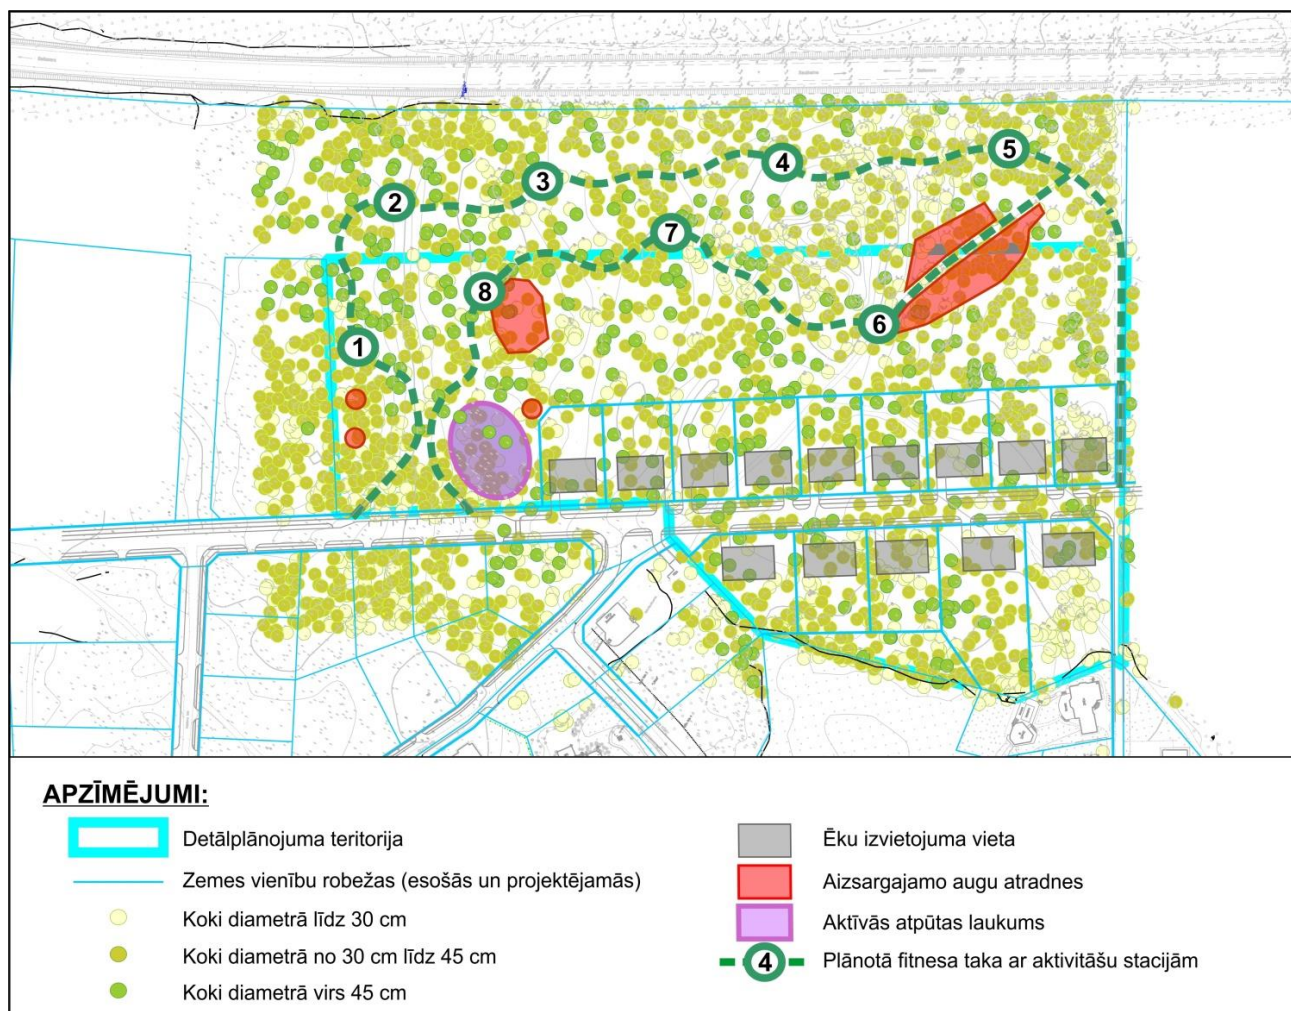 5
4
3
2
7
8
6
1
APZĪMĒJUMI:
Detālplānojuma teritorija
Zemes vienību robežas (esošās un projektējamās)
Koki diametrā līdz 30 cm
Koki diametrā no 30 cm līdz 45 cm
Koki diametrā virs 45 cm
Ēku izvietojuma vieta
Aizsargajamo augu atradnes
Aktīvās atpūtas laukums
4 Plānotā fitnesa taka ar aktivitāšu stacijām